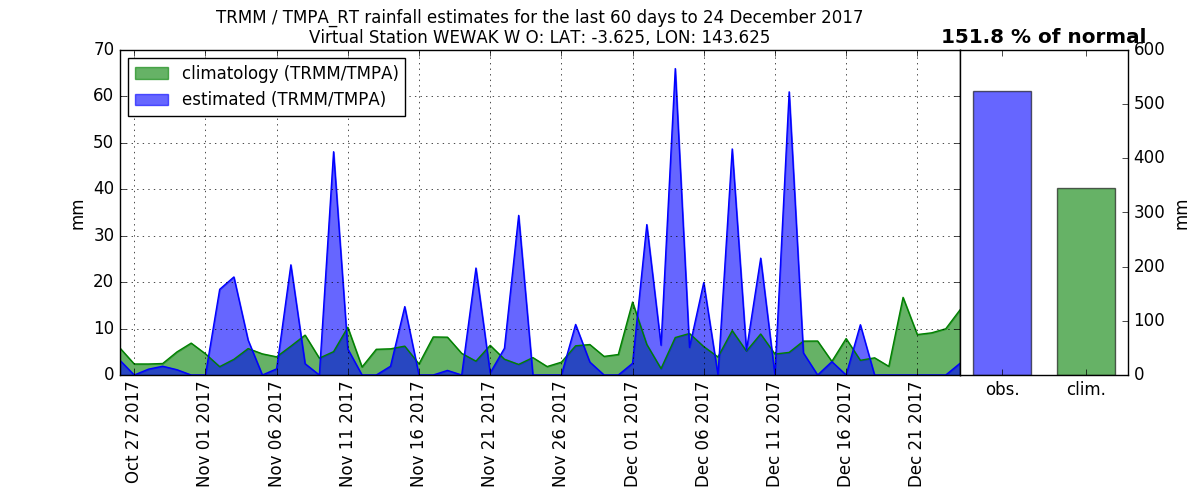 TRMM / TMPA_RT rainfall estimates for the last 60 days to 24 December 2017
Virtual Station WEWAK W O: LAT: -3.625, LON: 143.625
151.8 % of normal
climatology (TRMM/TMPA)
estimated (TRMM/TMPA)
mm
70
60
50
40
30
20
10
0
Oct 27 2017
Nov 01 2017
Nov 06 2017
Nov 11 2017
Nov 16 2017
Nov 21 2017
Nov 26 2017
Dec 01 2017
Dec 06 2017
Dec 11 2017
Dec 16 2017
Dec 21 2017
obs.
clim.
600
500
400
300
200
100
0
mm